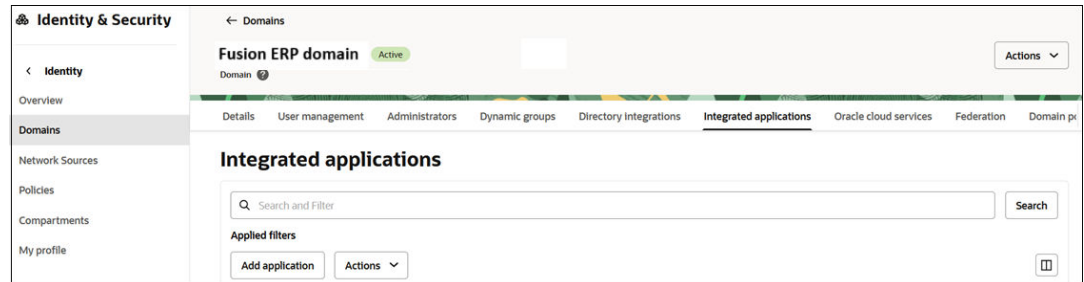 Identity & Security
Identity
Overview
Domains
Network Sources
Policies
Compartments
My profile
Domains
Fusion ERP domain Active
Domain
Actions
Details User management Administrators Dynamic groups Directory integrations Integrated applications Oracle cloud services Federation Domain
Integrated applications
Search and Filter Search
Applied filters
Add application Actions